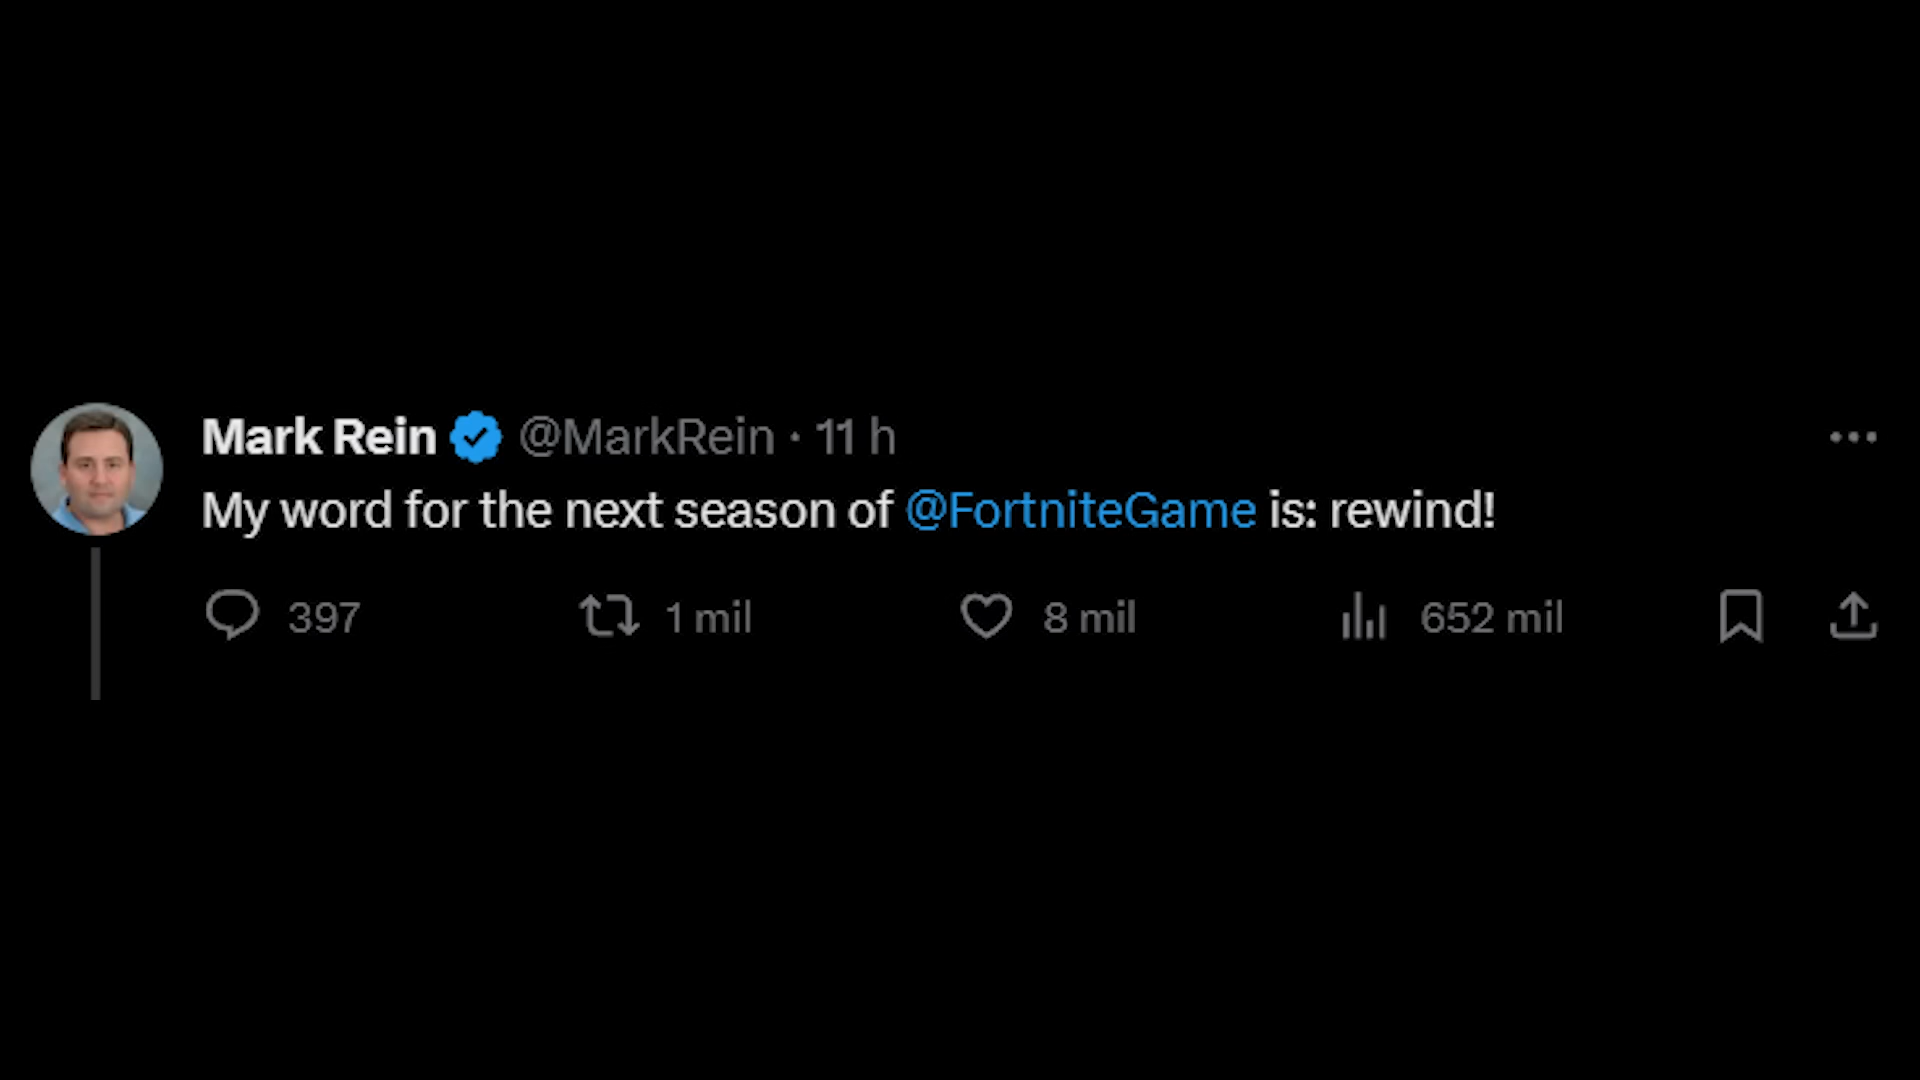 Mark Rein @MarkRein · 11 h
My word for the next season of @FortniteGame is: rewind!
397 1 mil 8 mil 652 mil